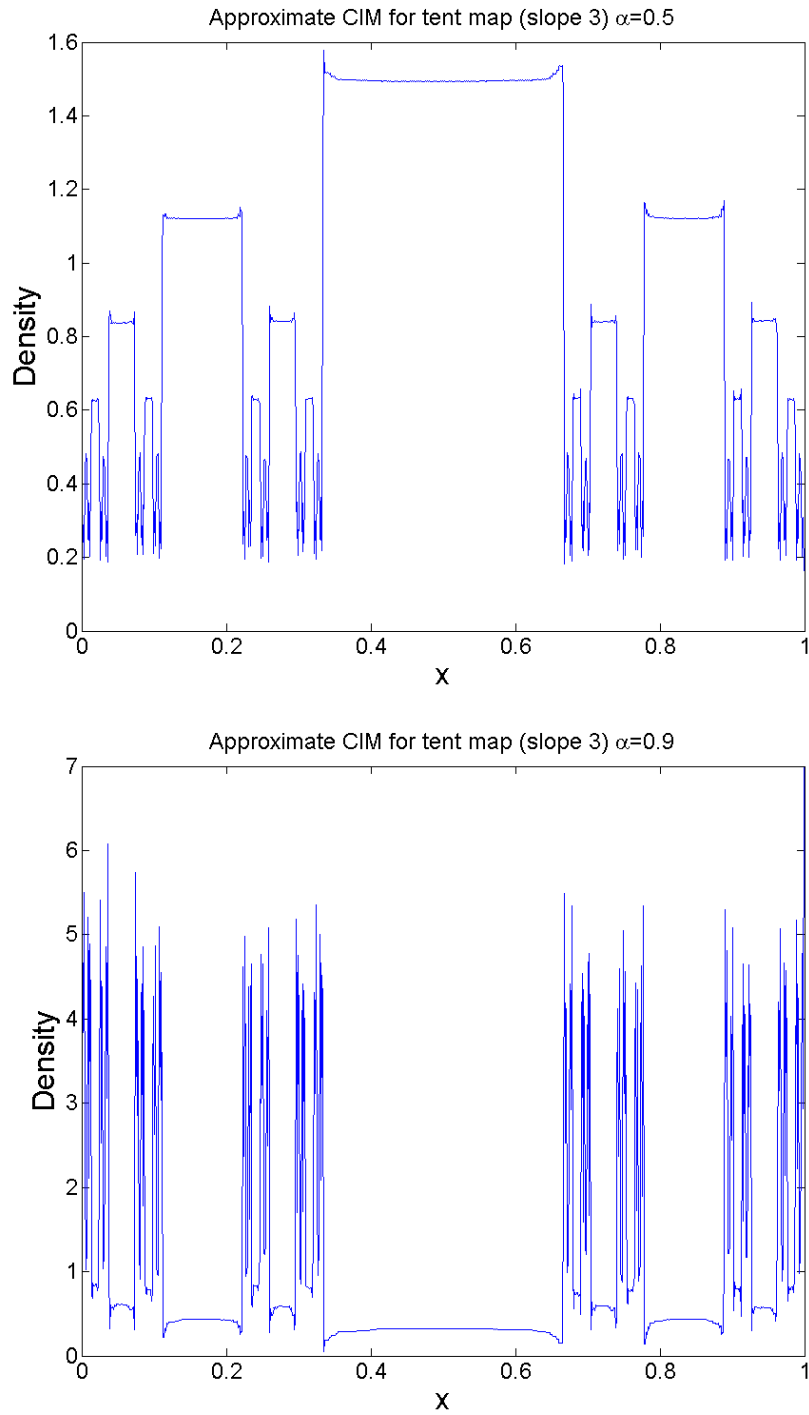 Approximate CIM for tent map (slope 3) α=0.5
1.6
1.4
1.2
1
0.8
0.6
0.4
0.2
0
Density
0 0.2 0.4 0.6 0.8 1
x
Approximate CIM for tent map (slope 3) α=0.9
7
6
5
4
3
2
1
0
Density
0 0.2 0.4 0.6 0.8 1
x